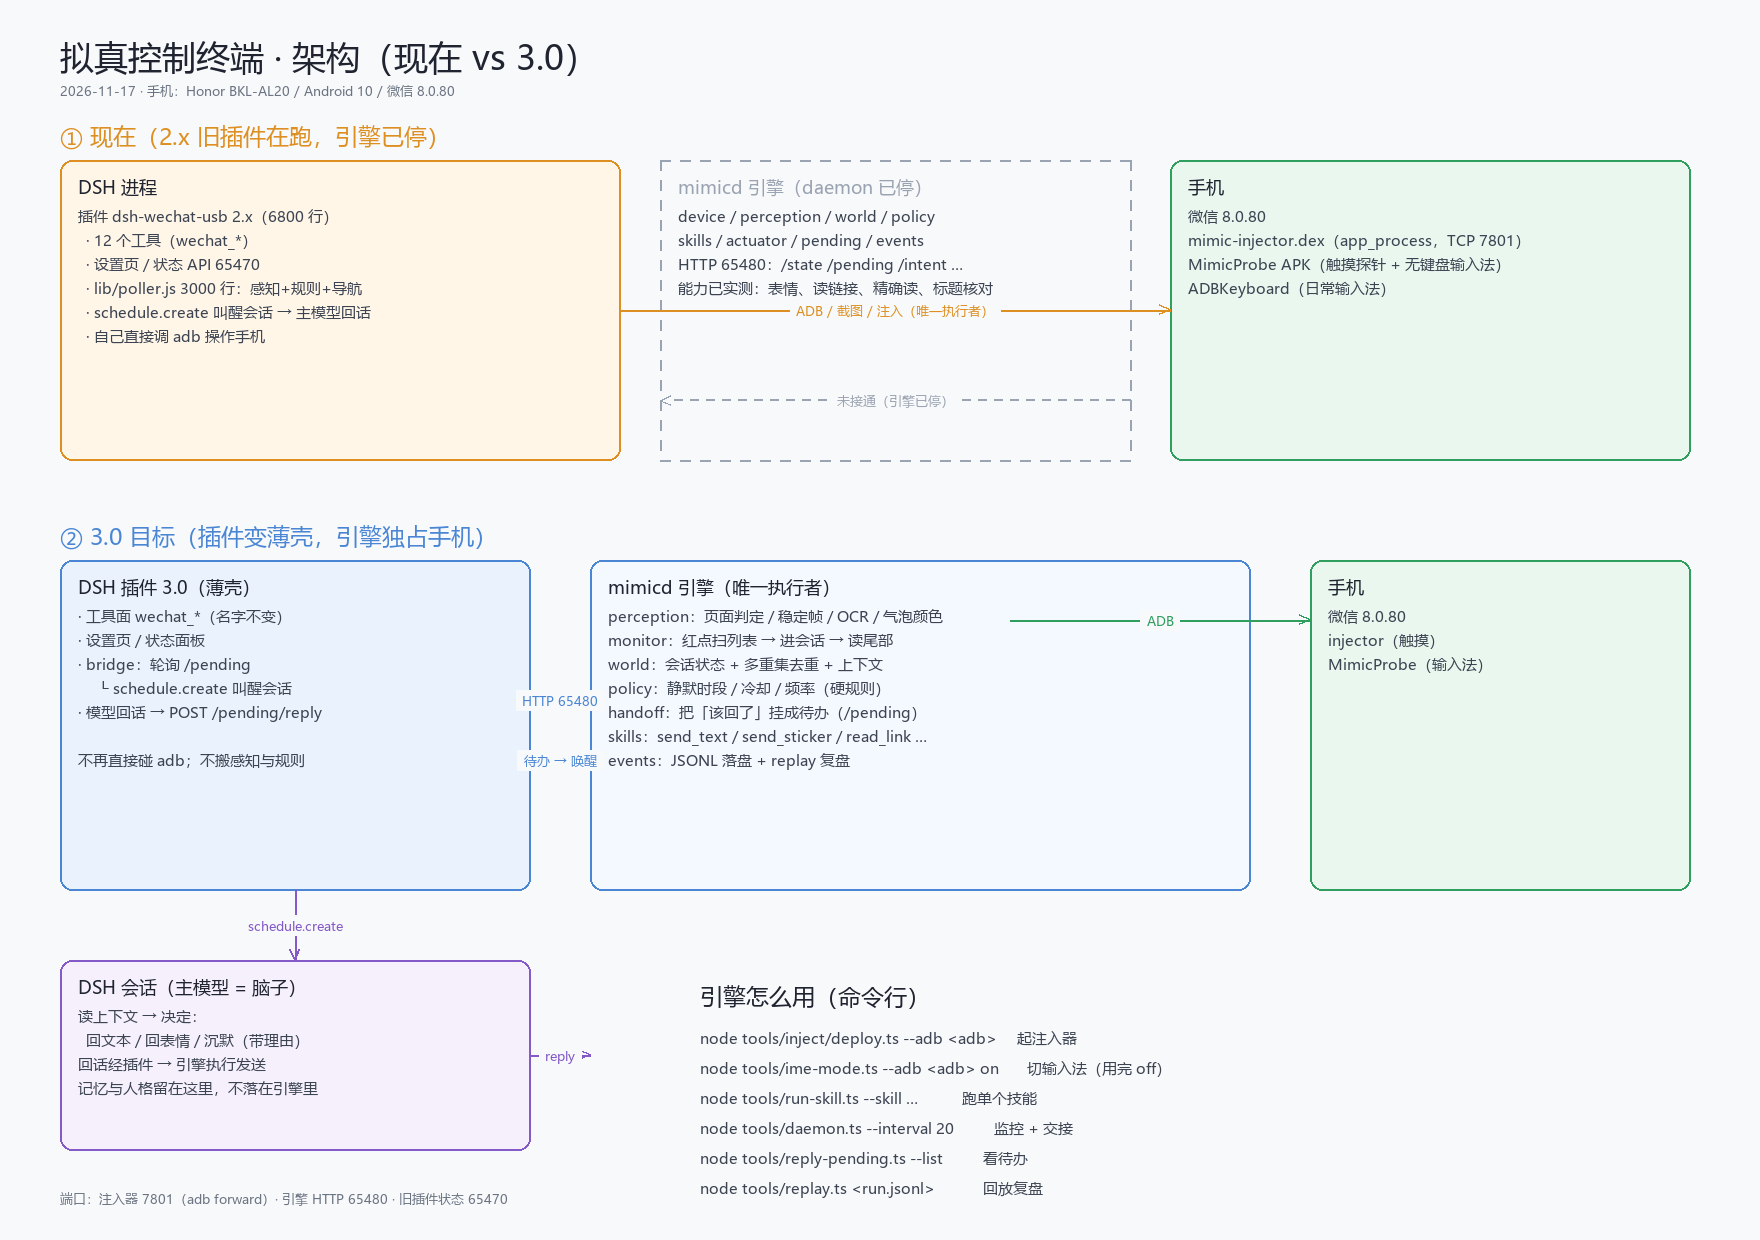 拟真控制终端 · 架构（现在 vs 3.0）
2026-11-17 · 手机：Honor BKL-AL20 / Android 10 / 微信 8.0.80
① 现在（2.x 旧插件在跑，引擎已停）
DSH 进程
插件 dsh-wechat-usb 2.x（6800 行）
· 12 个工具（wechat_*）
· 设置页 / 状态 API 65470
· lib/poller.js 3000 行：感知+规则+导航
· schedule.create 叫醒会话 → 主模型回话
· 自己直接调 adb 操作手机
mimicd 引擎（daemon 已停）
device / perception / world / policy
skills / actuator / pending / events
HTTP 65480：/state /pending /intent ...
能力已实测：表情、读链接、精确读、标题核对
ADB / 截图 / 注入（唯一执行者）
未接通（引擎已停）
手机
微信 8.0.80
mimic-injector.dex（app_process，TCP 7801）
MimicProbe APK（触摸探针 + 无键盘输入法）
ADBKeyboard（日常输入法）
② 3.0 目标（插件变薄壳，引擎独占手机）
DSH 插件 3.0（薄壳）
· 工具面 wechat_*（名字不变）
· 设置页 / 状态面板
· bridge：轮询 /pending
└ schedule.create 叫醒会话
· 模型回话 → POST /pending/reply
不再直接碰 adb；不搬感知与规则
HTTP 65480
待办 → 唤醒
mimicd 引擎（唯一执行者）
perception：页面判定 / 稳定帧 / OCR / 气泡颜色
monitor：红点扫列表 → 进会话 → 读尾部
world：会话状态 + 多重集去重 + 上下文
policy：静默时段 / 冷却 / 频率（硬规则）
handoff：把「该回了」挂成待办（/pending）
skills：send_text / send_sticker / read_link ...
events：JSONL 落盘 + replay 复盘
ADB
手机
微信 8.0.80
injector（触摸）
MimicProbe（输入法）
schedule.create
DSH 会话（主模型 = 脑子）
读上下文 → 决定：
回文本 / 回表情 / 沉默（带理由）
回话经插件 → 引擎执行发送
记忆与人格留在这里，不落在引擎里
reply
引擎怎么用（命令行）
node tools/inject/deploy.ts --adb <adb> 起注入器
node tools/ime-mode.ts --adb <adb> on 切输入法（用完 off）
node tools/run-skill.ts --skill ... 跑单个技能
node tools/daemon.ts --interval 20 监控 + 交接
node tools/reply-pending.ts --list 看待办
node tools/replay.ts <run.jsonl> 回放复盘
端口：注入器 7801（adb forward）· 引擎 HTTP 65480 · 旧插件状态 65470